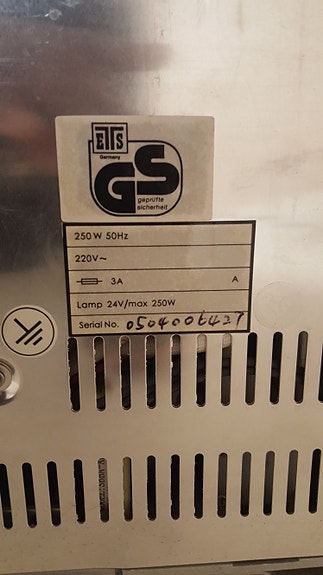 ETS
Germany
GS
geprüfte
sicherheit
250 W 50Hz
220V~
3A A
Lamp 24V/max 250W
Serial No. 0504006427